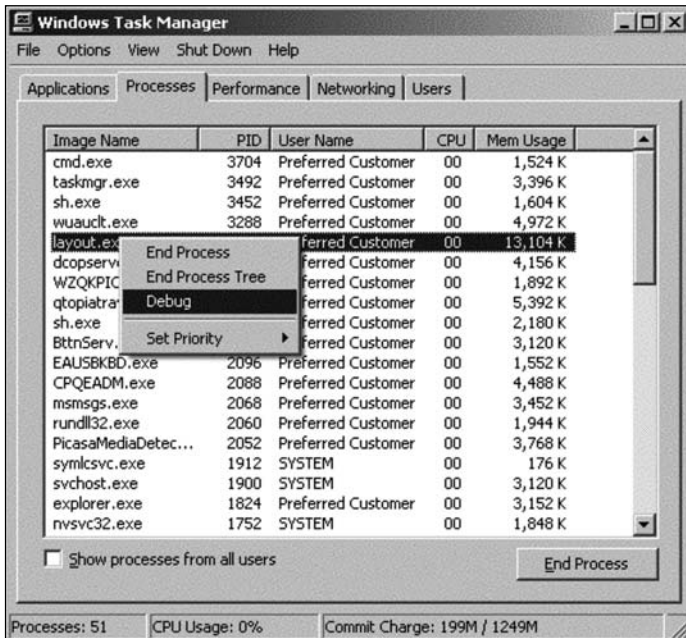 Windows Task Manager
File Options View Shut Down Help
Applications Processes Performance Networking Users
Image Name PID User Name CPU Mem Usage
cmd.exe 3704 Preferred Customer 00 1,524 K
taskmgr.exe 3492 Preferred Customer 00 3,396 K
sh.exe 3452 Preferred Customer 00 1,604 K
wuauclt.exe 3288 Preferred Customer 00 4,972 K
layout.ex ferred Customer 00 13,104 K
End Process
dcopserv ferred Customer 00 4,156 K
End Process Tree
WZQKPIC ferred Customer 00 1,892 K
Debug
qtopiatra ferred Customer 00 5,392 K
sh.exe ferred Customer 00 2,180 K
Set Priority
BttnServ. ferred Customer 00 3,120 K
EAUSBKBD.exe 2096 Preferred Customer 00 1,552 K
CPQEADM.exe 2088 Preferred Customer 00 4,488 K
msmsgs.exe 2068 Preferred Customer 00 3,452 K
rundll32.exe 2060 Preferred Customer 00 1,944 K
PicasaMediaDetec... 2052 Preferred Customer 00 3,768 K
symlcsvc.exe 1912 SYSTEM 00 176 K
svchost.exe 1900 SYSTEM 00 3,120 K
explorer.exe 1824 Preferred Customer 00 3,152 K
nvsvc32.exe 1752 SYSTEM 00 1,848 K
Show processes from all users
End Process
Processes: 51 CPU Usage: 0% Commit Charge: 199M / 1249M